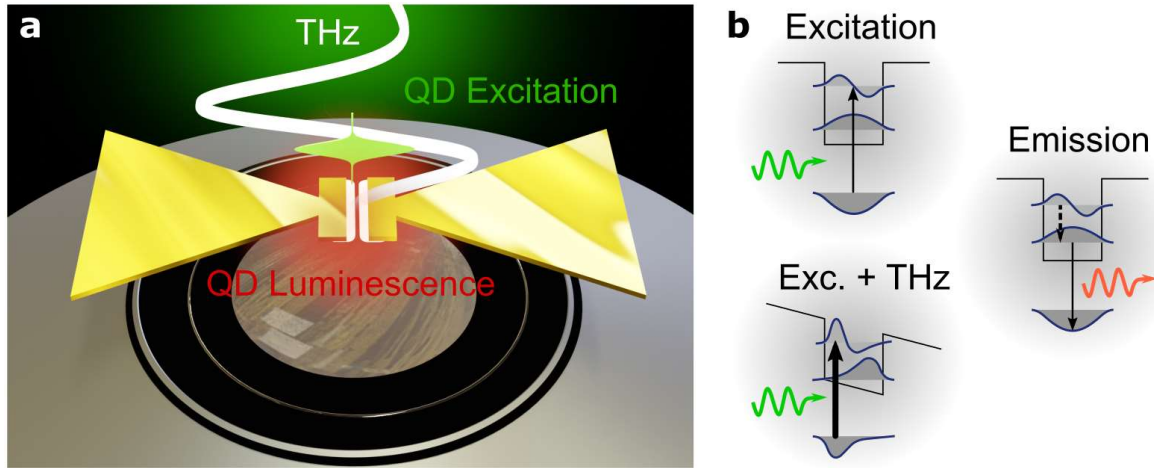 a
THz
QD Excitation
QD Luminescence
b
Excitation
Emission
Exc. + THz